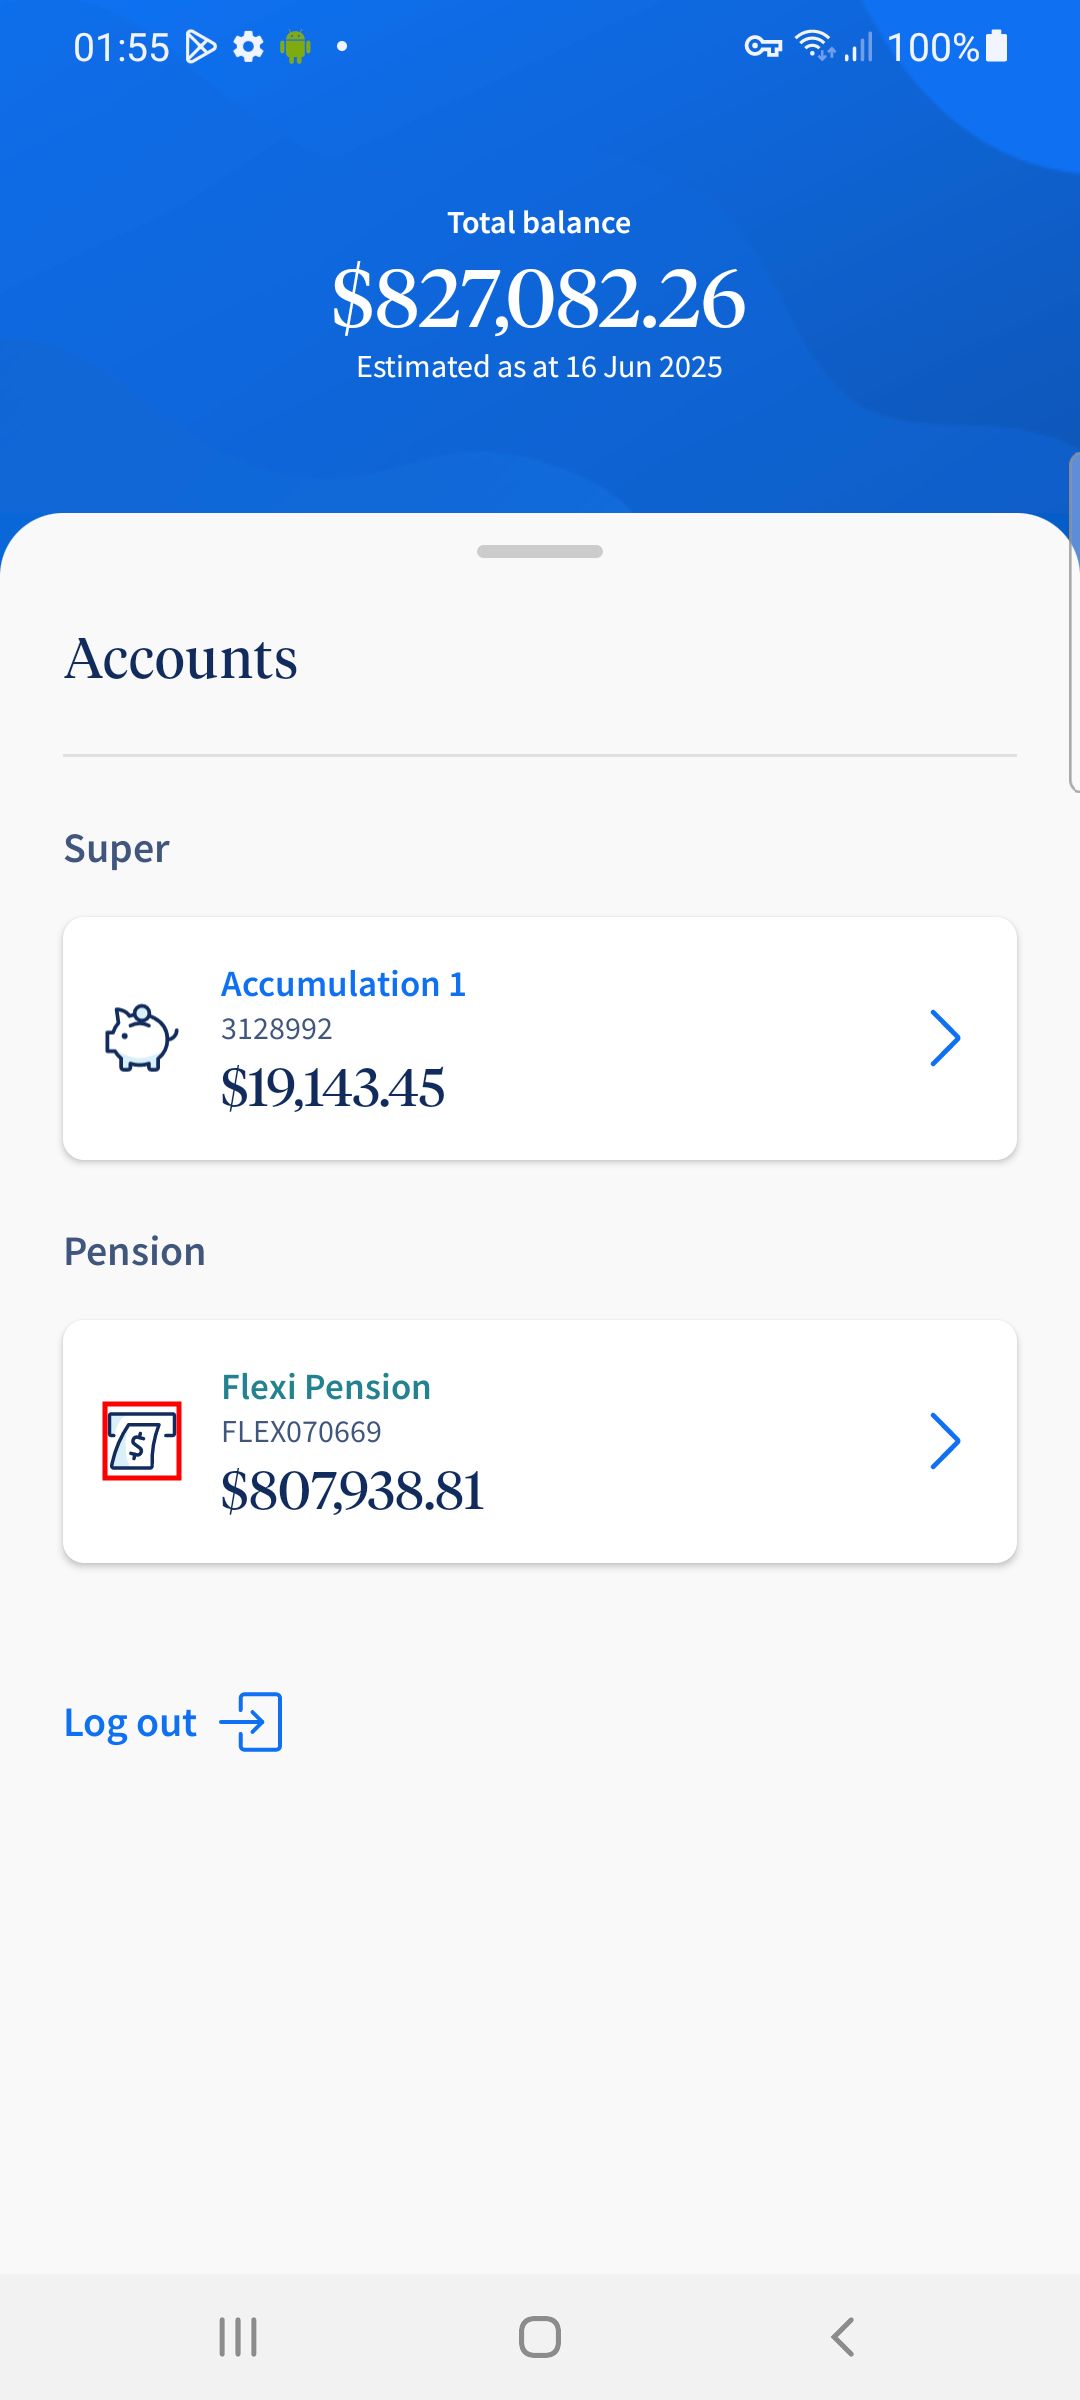 01:55
100%
Total balance
$827,082.26
Estimated as at 16 Jun 2025
Accounts
Super
Accumulation 1
3128992
$19,143.45
Pension
Flexi Pension
FLEX070669
$807,938.81
$
Log out